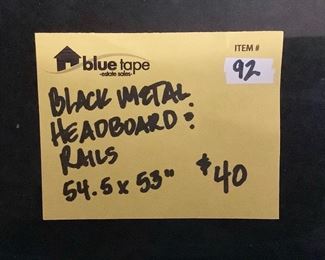 blue tape
-estate sales-
ITEM #
92
BLACK METAL
HEADBOARD &
RAILS
54.5 x 53" $40